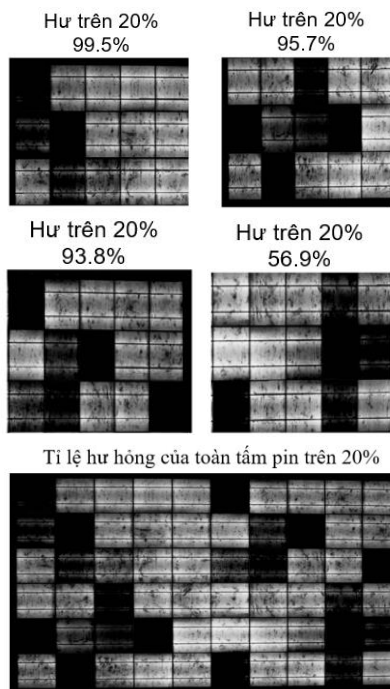 Hư trên 20%
99.5%
Hư trên 20%
95.7%
Hư trên 20%
93.8%
Hư trên 20%
56.9%
Tỉ lệ hư hỏng của toàn tấm pin trên 20%